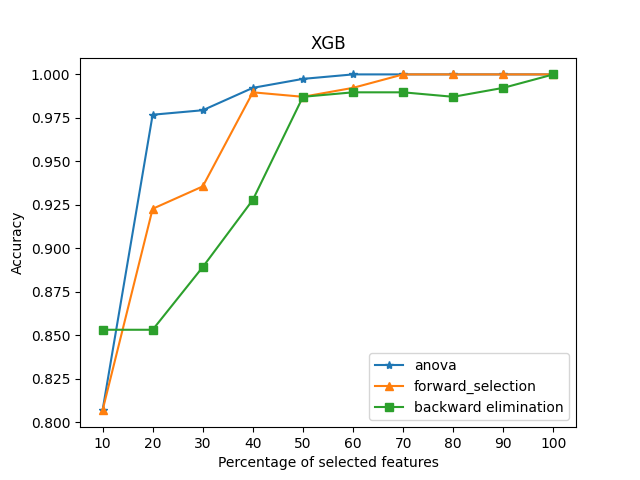 XGB
1.000
0.975
0.950
0.925
0.900
0.875
0.850
0.825
0.800
Accuracy
anova
forward_selection
backward elimination
10 20 30 40 50 60 70 80 90 100
Percentage of selected features